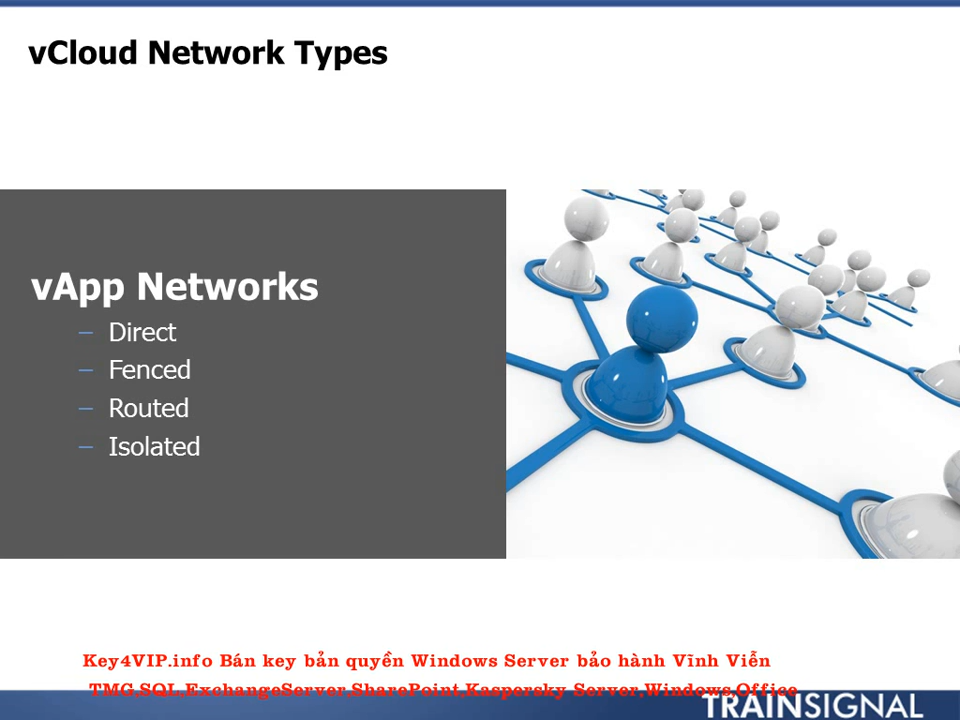 vCloud Network Types
vApp Networks
– Direct
– Fenced
– Routed
– Isolated
Key4VIP.info Bán key bản quyền Windows Server bảo hành Vĩnh Viễn
TMG,SQL,ExchangeServer,SharePoint,Kaspersky Server,Windows,Office
TRAINSIGNAL